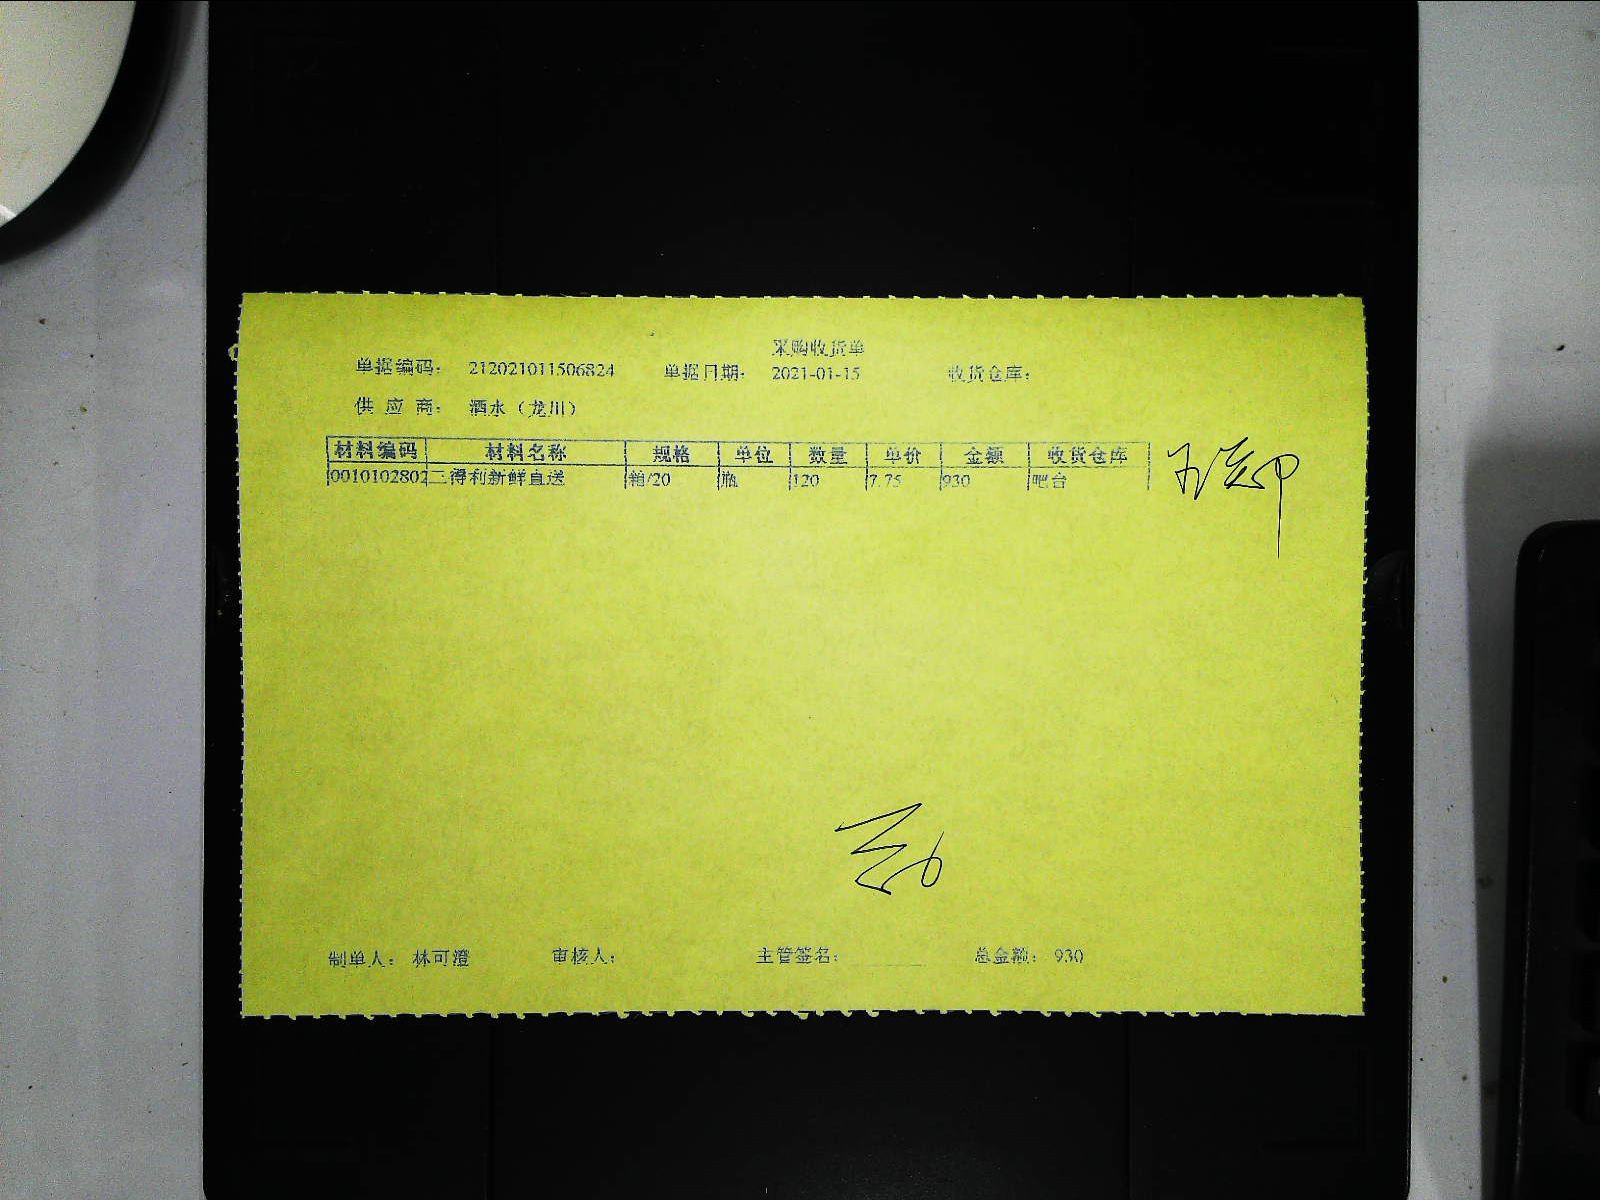 采购收货单
单据编码： 212021011506824 单据日期： 2021-01-15 收货仓库：
供 应 商： 酒水（龙川）
材料编码 材料名称 规格 单位 数量 单价 金额 收货仓库
0010102802 三得利新鲜直送 箱/20 瓶 120 7.75 930 吧台
制单人： 林可澄 审核人： 主管签名： 总金额： 930